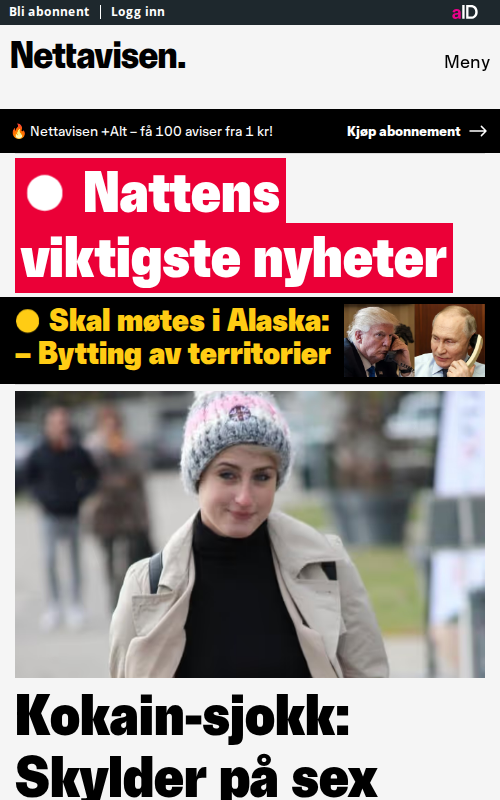 Bli abonnent | Logg inn
aID
Nettavisen.
Meny
🔥 Nettavisen +Alt – få 100 aviser fra 1 kr!
Kjøp abonnement →
Nattens
viktigste nyheter
Skal møtes i Alaska:
– Bytting av territorier
Kokain-sjokk:
Skylder på sex